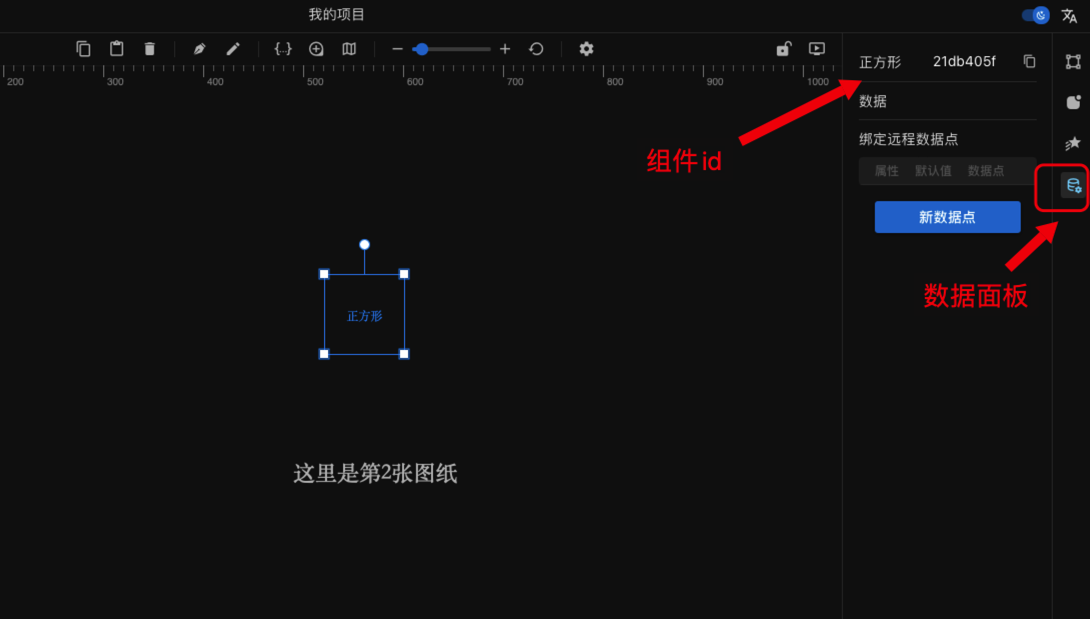 我的项目
{...}
200 300 400 500 600 700 800 900 1000
正方形 21db405f
数据
绑定远程数据点
属性 默认值 数据点
新数据点
组件id
数据面板
正方形
这里是第2张图纸